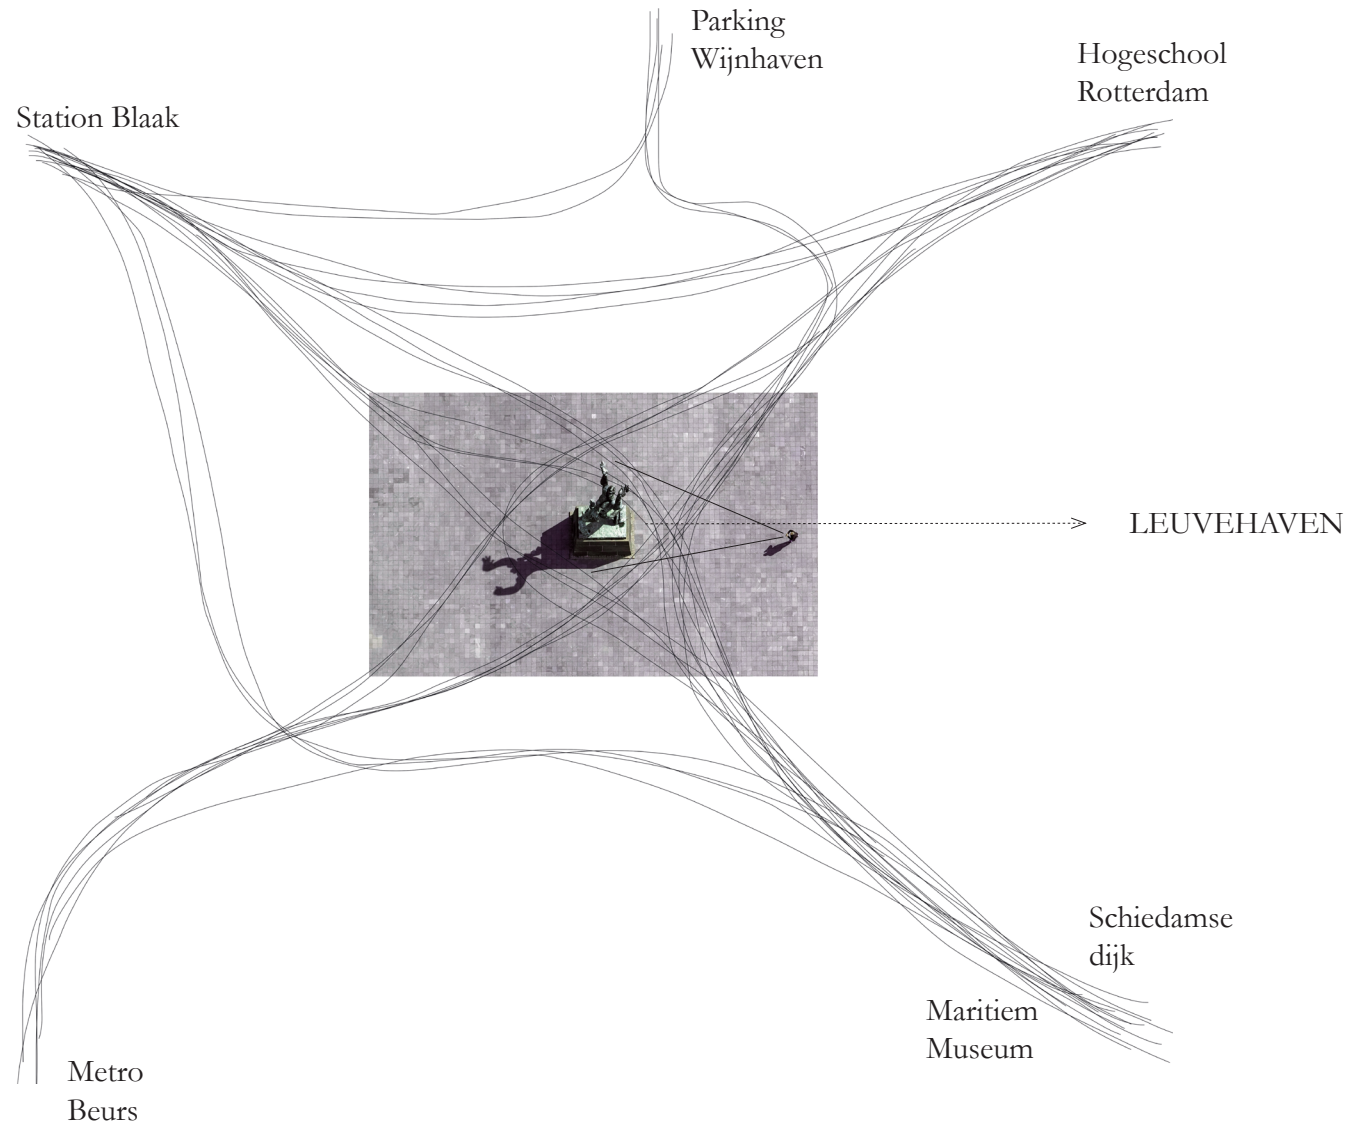 Parking
Wijnhaven
Hogeschool
Rotterdam
Station Blaak
LEUVEHAVEN
Schiedamse
dijk
Maritiem
Museum
Metro
Beurs